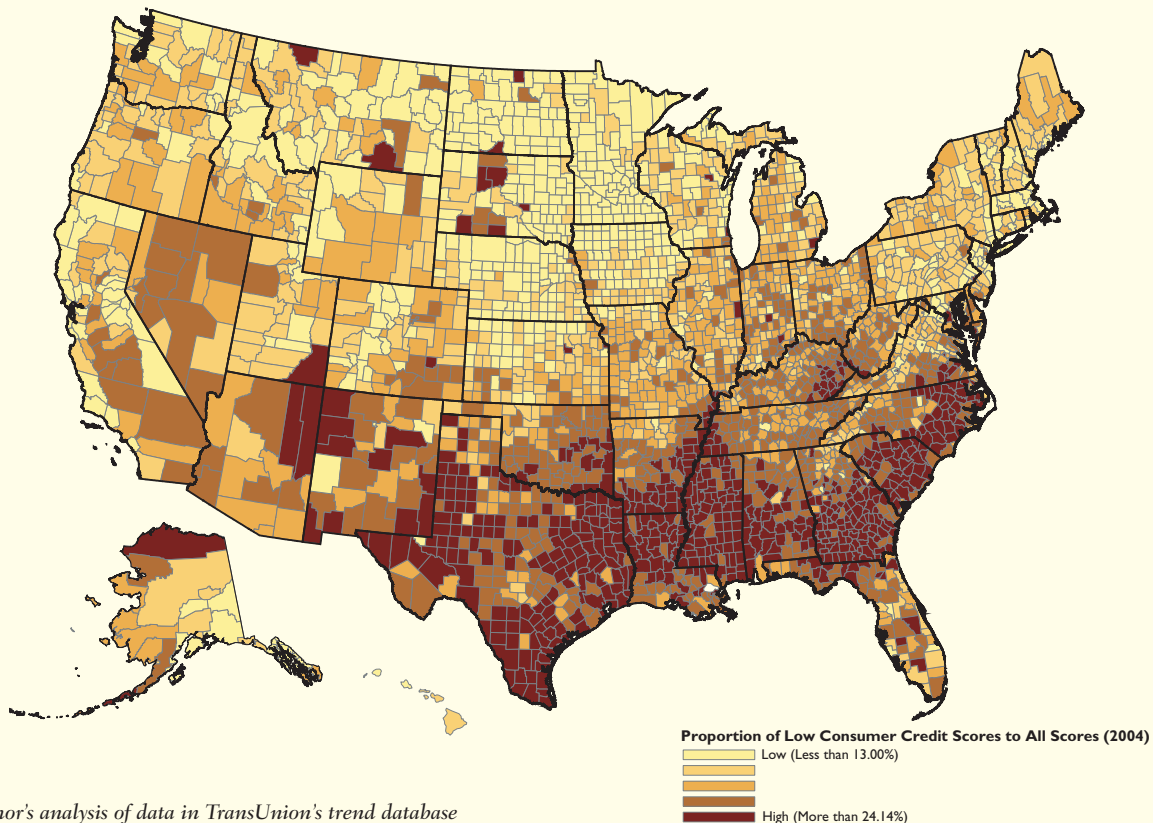 Proportion of Low Consumer Credit Scores to All Scores (2004)
Low (Less than 13.00%)
High (More than 24.14%)
nor's analysis of data in TransUnion's trend database